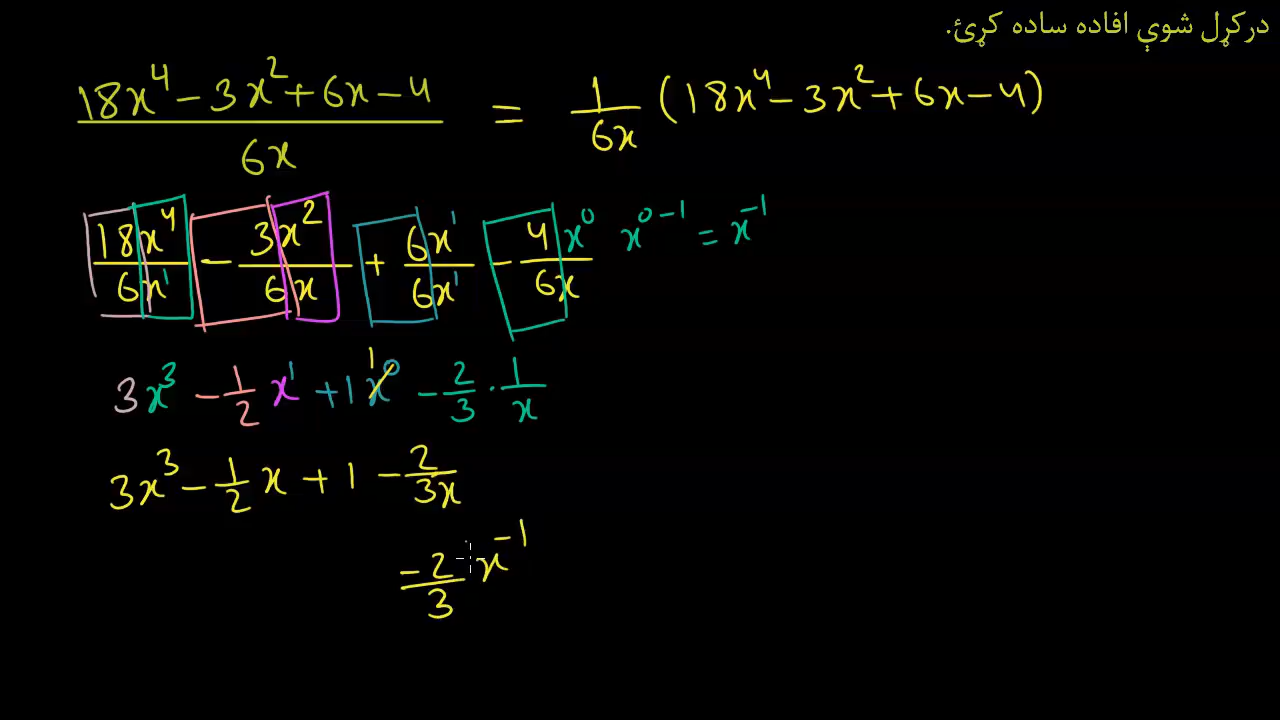 درکړل شوې افاده ساده کړئ.
(18x⁴ − 3x² + 6x − 4)/(6x) = 1/(6x) (18x⁴ − 3x² + 6x − 4)
18x⁴/6x¹ − 3x²/6x + 6x¹/6x¹ − 4x⁰/6x x⁰⁻¹ = x⁻¹
3x³ − 1/2 x¹ + 1x⁰ 1 − 2/3 · 1/x
3x³ − 1/2 x + 1 − 2/3x
−2/3 x⁻¹